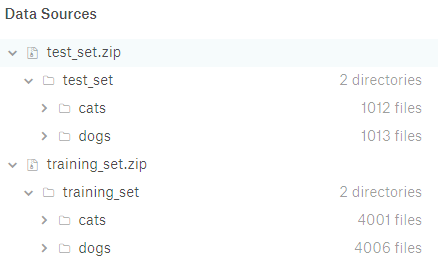 Data Sources
test_set.zip
test_set 2 directories
cats 1012 files
dogs 1013 files
training_set.zip
training_set 2 directories
cats 4001 files
dogs 4006 files